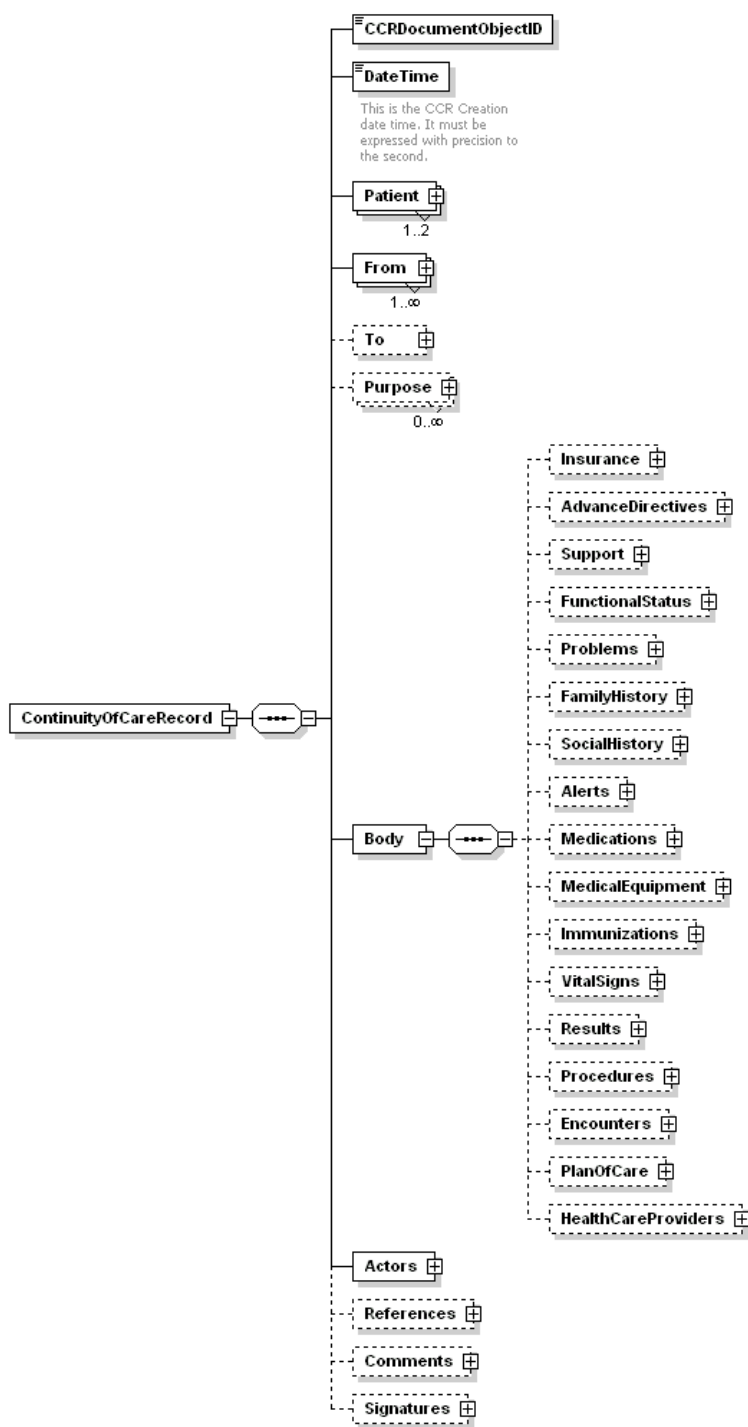 CCRDocumentObjectID
DateTime
This is the CCR Creation
date time. It must be
expressed with precision to
the second.
Patient
1..2
From
1..∞
To
Purpose
0..∞
Insurance
AdvanceDirectives
Support
FunctionalStatus
Problems
FamilyHistory
ContinuityOfCareRecord
SocialHistory
Alerts
Body
Medications
MedicalEquipment
Immunizations
VitalSigns
Results
Procedures
Encounters
PlanOfCare
HealthCareProviders
Actors
References
Comments
Signatures